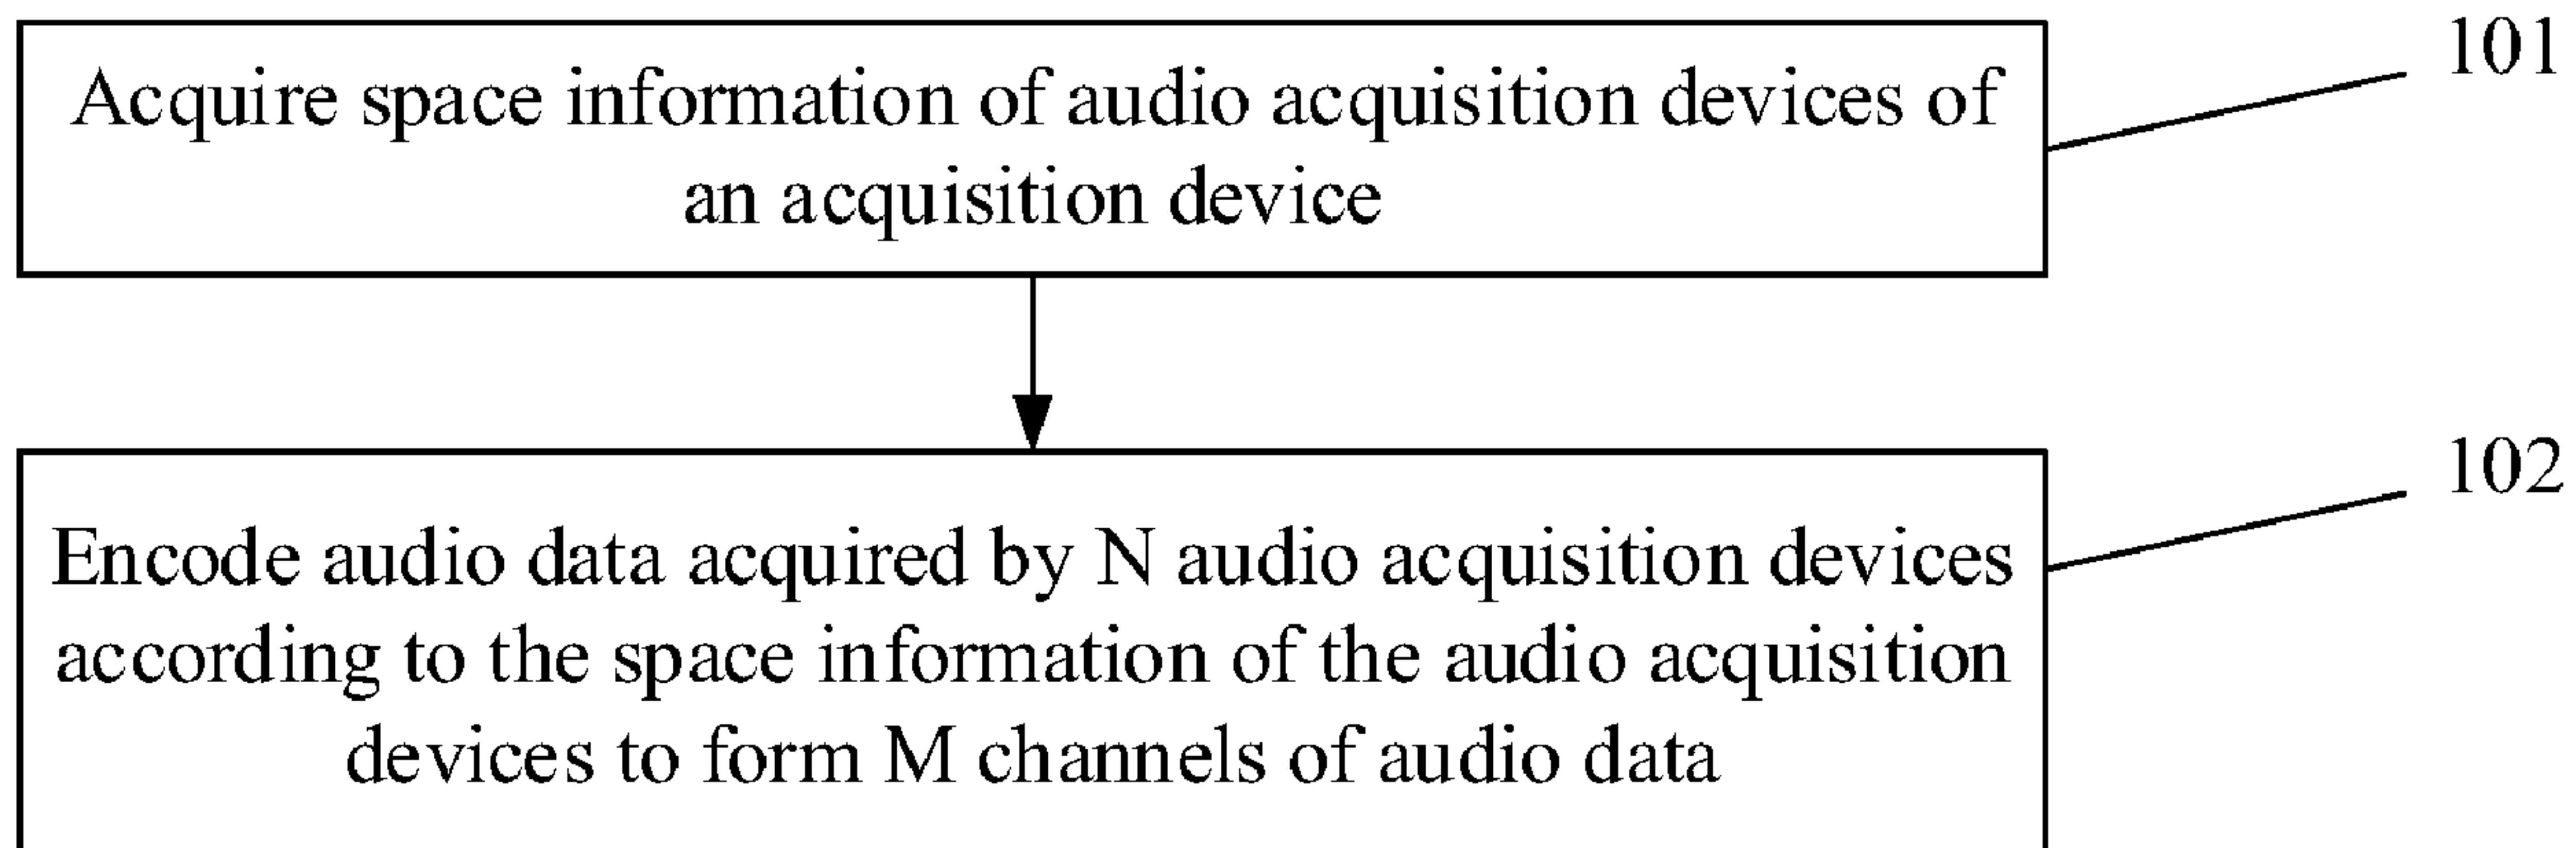 Acquire space information of audio acquisition devices of
an acquisition device
101
Encode audio data acquired by N audio acquisition devices
according to the space information of the audio acquisition
devices to form M channels of audio data
102